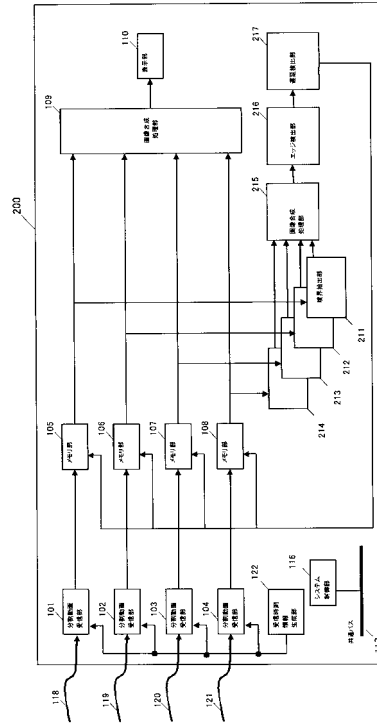 200
118
119
120
121
101
分割動画
受信部
102
分割動画
受信部
103
分割動画
受信部
104
分割動画
受信部
122
受信時刻
情報
生成部
116
システム
制御部
共通バス
117
105
メモリ部
106
メモリ部
107
メモリ部
108
メモリ部
109
画像合成
処理部
110
表示部
214
213
212
211
境界抽出部
215
画像合成
処理部
216
エッジ検出部
217
遅延検出部